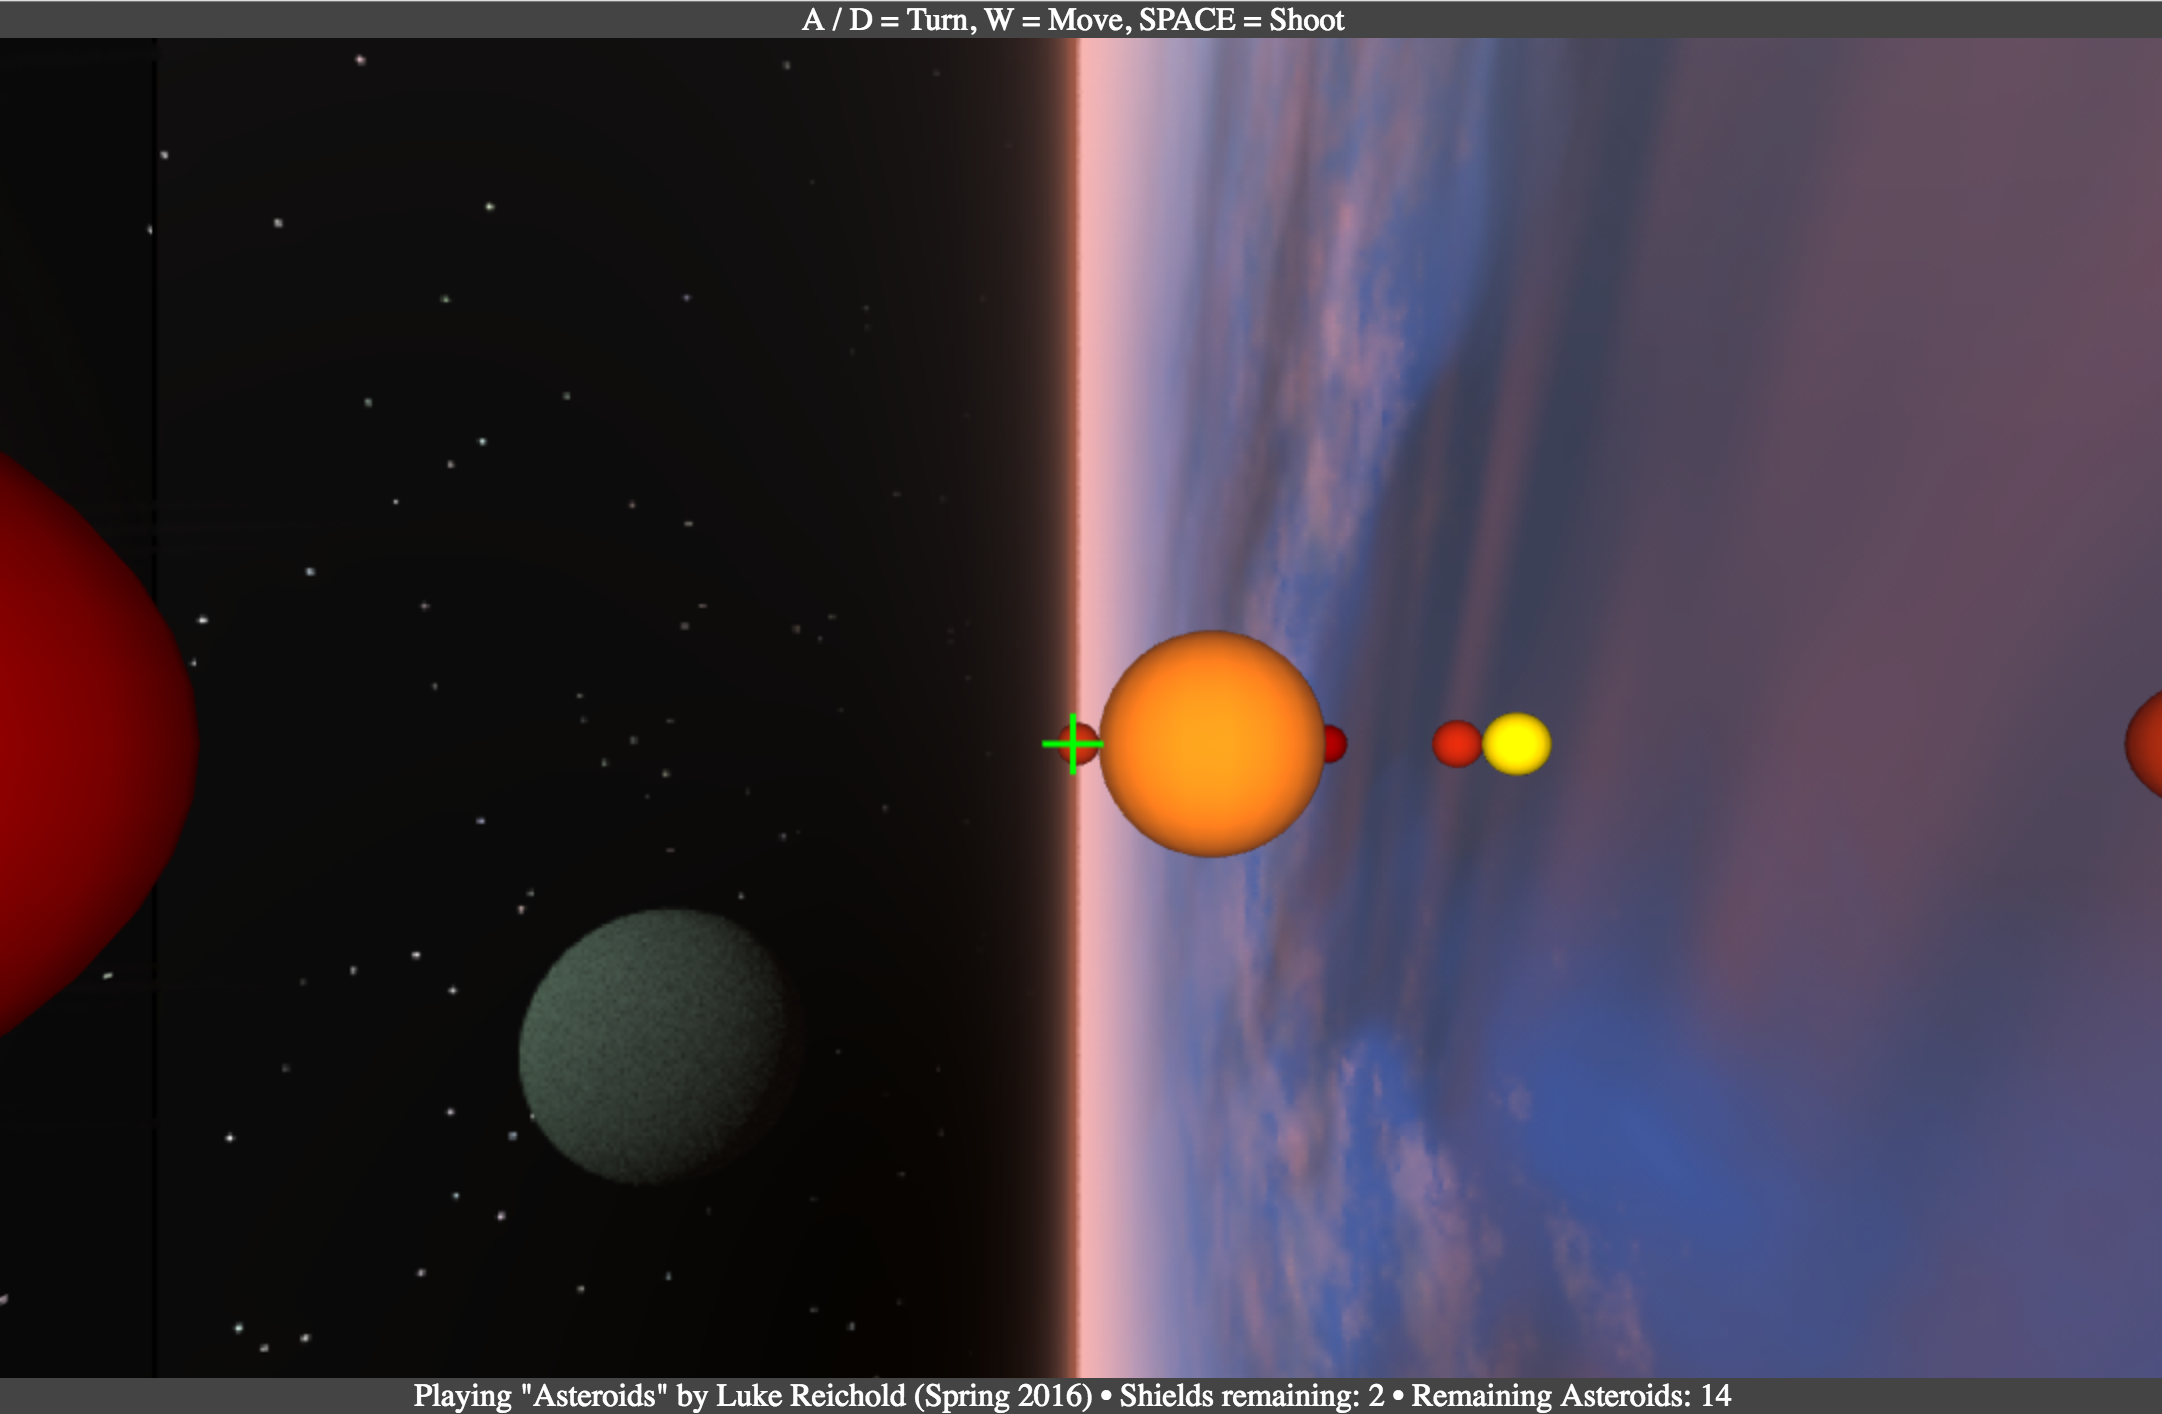 A / D = Turn, W = Move, SPACE = Shoot
Playing "Asteroids" by Luke Reichold (Spring 2016) • Shields remaining: 2 • Remaining Asteroids: 14